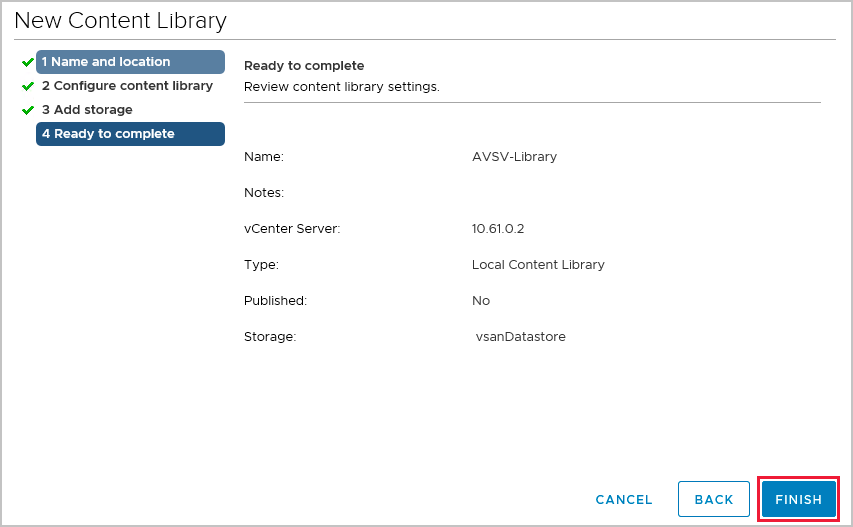 New Content Library
1 Name and location
2 Configure content library
3 Add storage
4 Ready to complete
Ready to complete
Review content library settings.
Name: AVSV-Library
Notes:
vCenter Server: 10.61.0.2
Type: Local Content Library
Published: No
Storage: vsanDatastore
CANCEL BACK FINISH